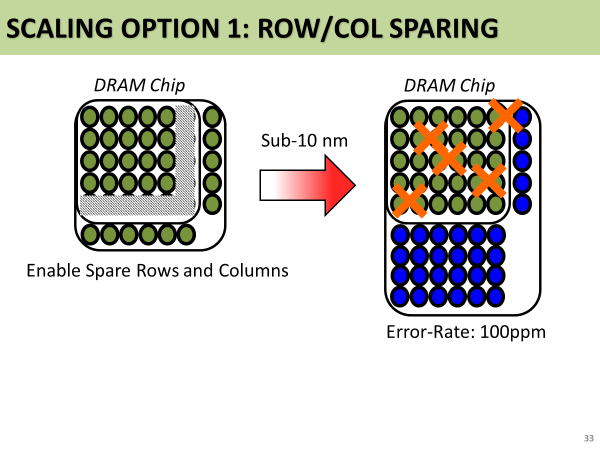 SCALING OPTION 1: ROW/COL SPARING
DRAM Chip
DRAM Chip
Sub-10 nm
Enable Spare Rows and Columns
Error-Rate: 100ppm
33